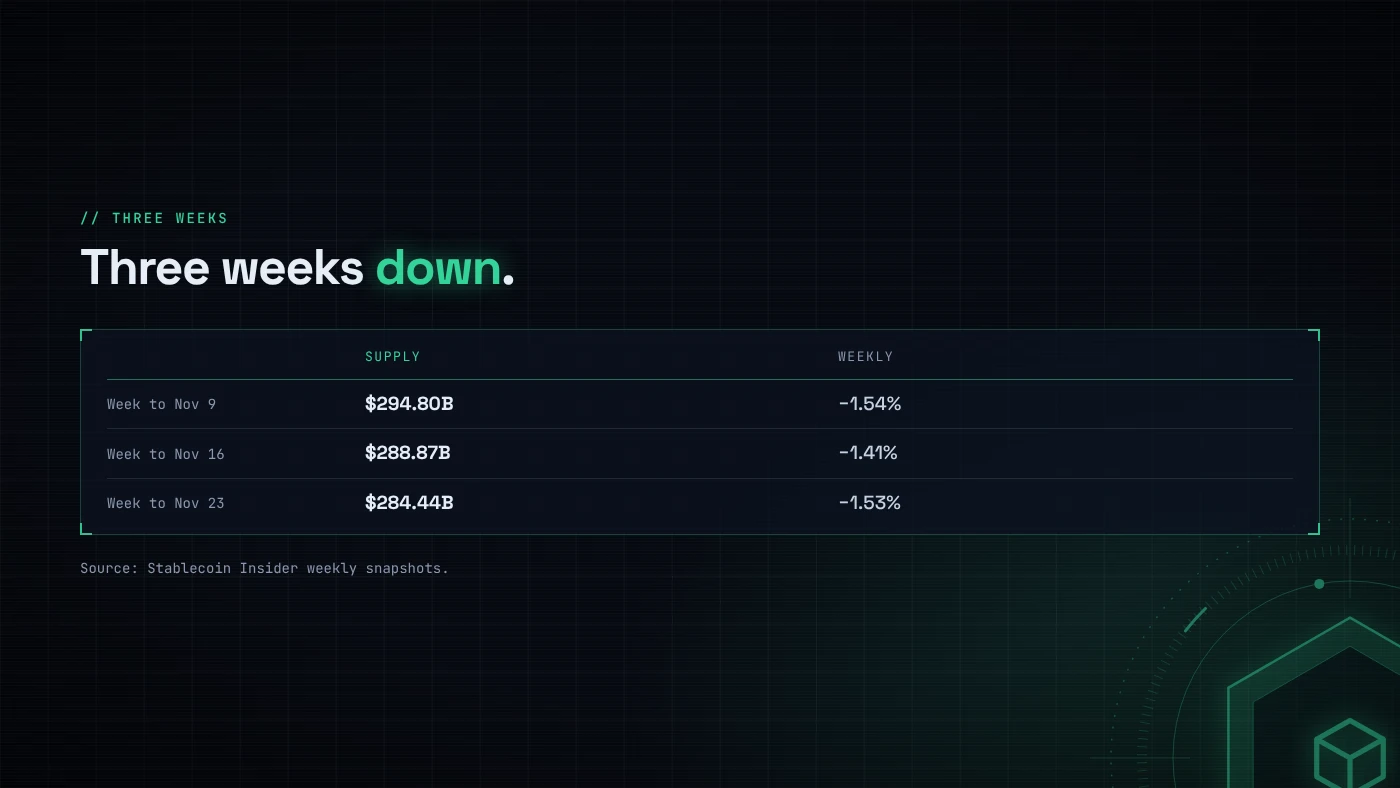 // THREE WEEKS
Three weeks down.
SUPPLY WEEKLY
Week to Nov 9 $294.80B −1.54%
Week to Nov 16 $288.87B −1.41%
Week to Nov 23 $284.44B −1.53%
Source: Stablecoin Insider weekly snapshots.